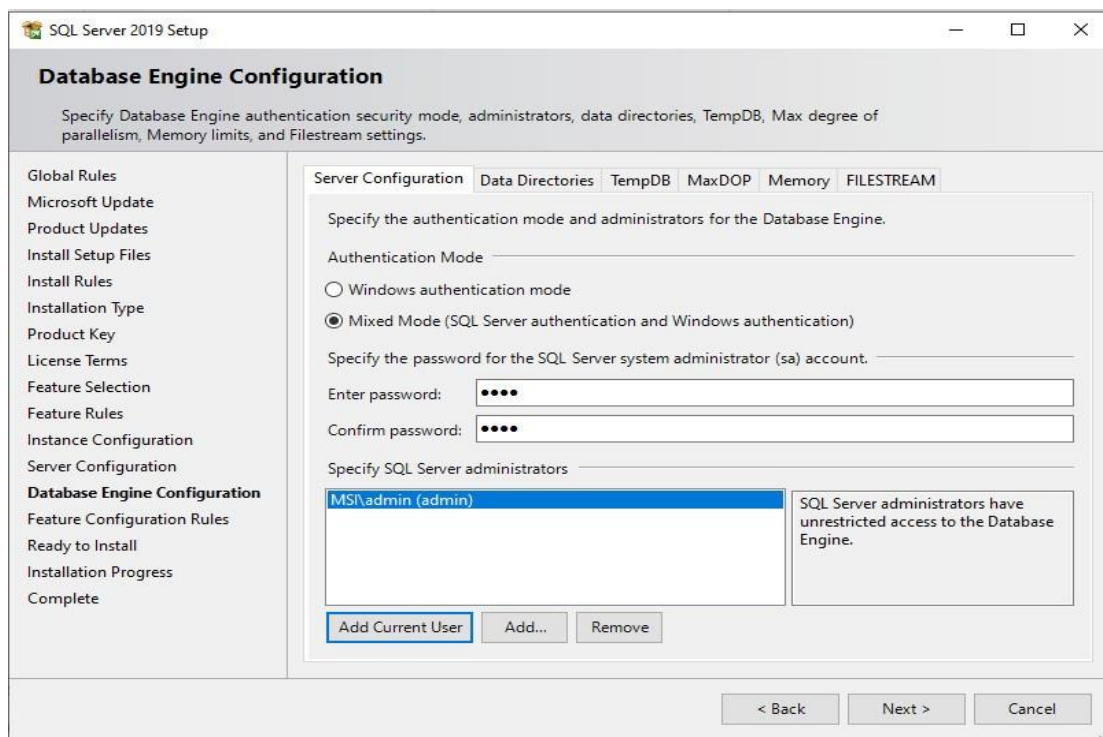 SQL Server 2019 Setup
Database Engine Configuration
Specify Database Engine authentication security mode, administrators, data directories, TempDB, Max degree of
parallelism, Memory limits, and Filestream settings.
Global Rules
Microsoft Update
Product Updates
Install Setup Files
Install Rules
Installation Type
Product Key
License Terms
Feature Selection
Feature Rules
Instance Configuration
Server Configuration
Database Engine Configuration
Feature Configuration Rules
Ready to Install
Installation Progress
Complete
Server Configuration Data Directories TempDB MaxDOP Memory FILESTREAM
Specify the authentication mode and administrators for the Database Engine.
Authentication Mode
Windows authentication mode
Mixed Mode (SQL Server authentication and Windows authentication)
Specify the password for the SQL Server system administrator (sa) account.
Enter password: ••••
Confirm password: ••••
Specify SQL Server administrators
MSI\admin (admin)
SQL Server administrators have
unrestricted access to the Database
Engine.
Add Current User Add... Remove
< Back Next > Cancel